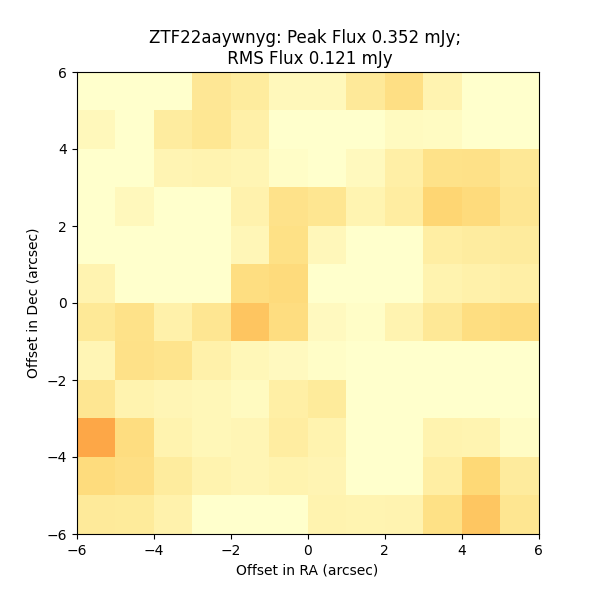 ZTF22aaywnyg: Peak Flux 0.352 mJy;
RMS Flux 0.121 mJy
6
4
2
0
−2
−4
−6
Offset in Dec (arcsec)
−6 −4 −2 0 2 4 6
Offset in RA (arcsec)